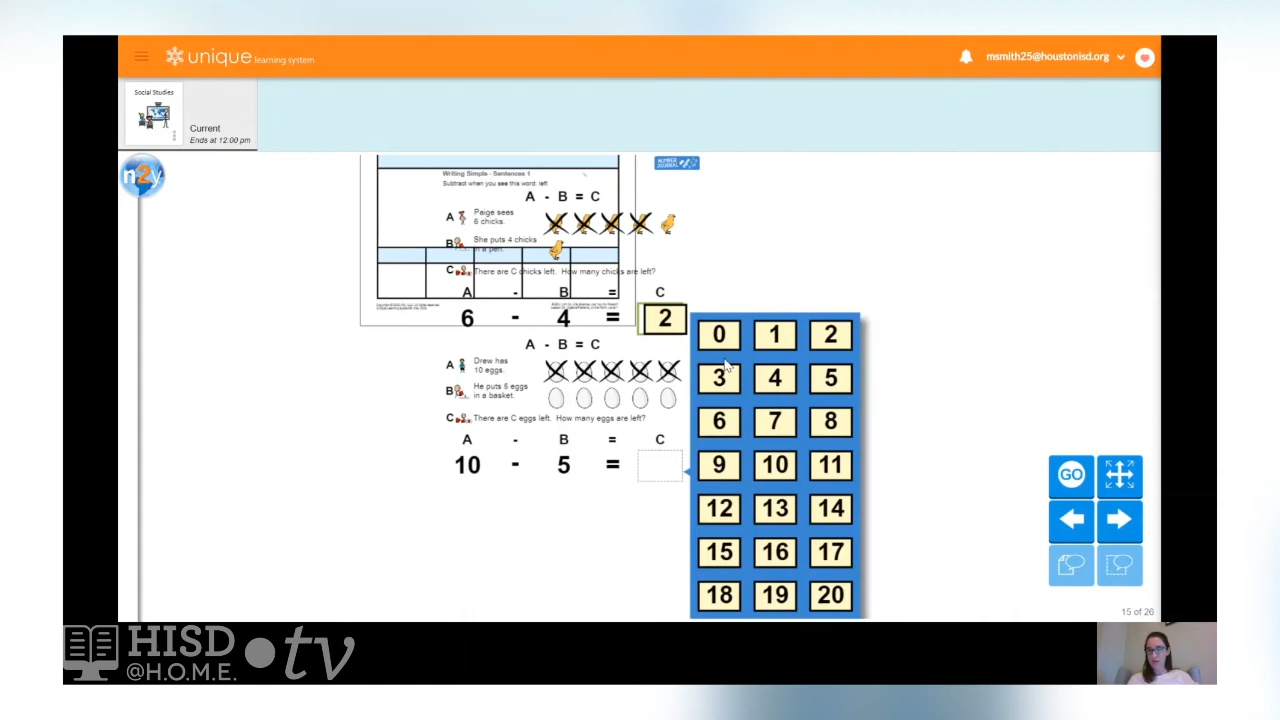 unique learning system
msmith25@houstonisd.org
Social Studies
Current
Ends at 12:00 pm
n2y
NUMBER JOURNAL
Writing Simple - Sentences 1
Subtract when you see this word: left
A - B = C
A Paige sees
6 chicks.
B She puts 4 chicks
in a pen.
C There are C chicks left. How many chicks are left?
A - B = C
6 - 4 = 2
A - B = C
A Drew has
10 eggs.
B He puts 5 eggs
in a basket.
C There are C eggs left. How many eggs are left?
A - B = C
10 - 5 =
0 1 2
3 4 5
6 7 8
9 10 11
12 13 14
15 16 17
18 19 20
GO
15 of 26
HISD
@H.O.M.E.
tv